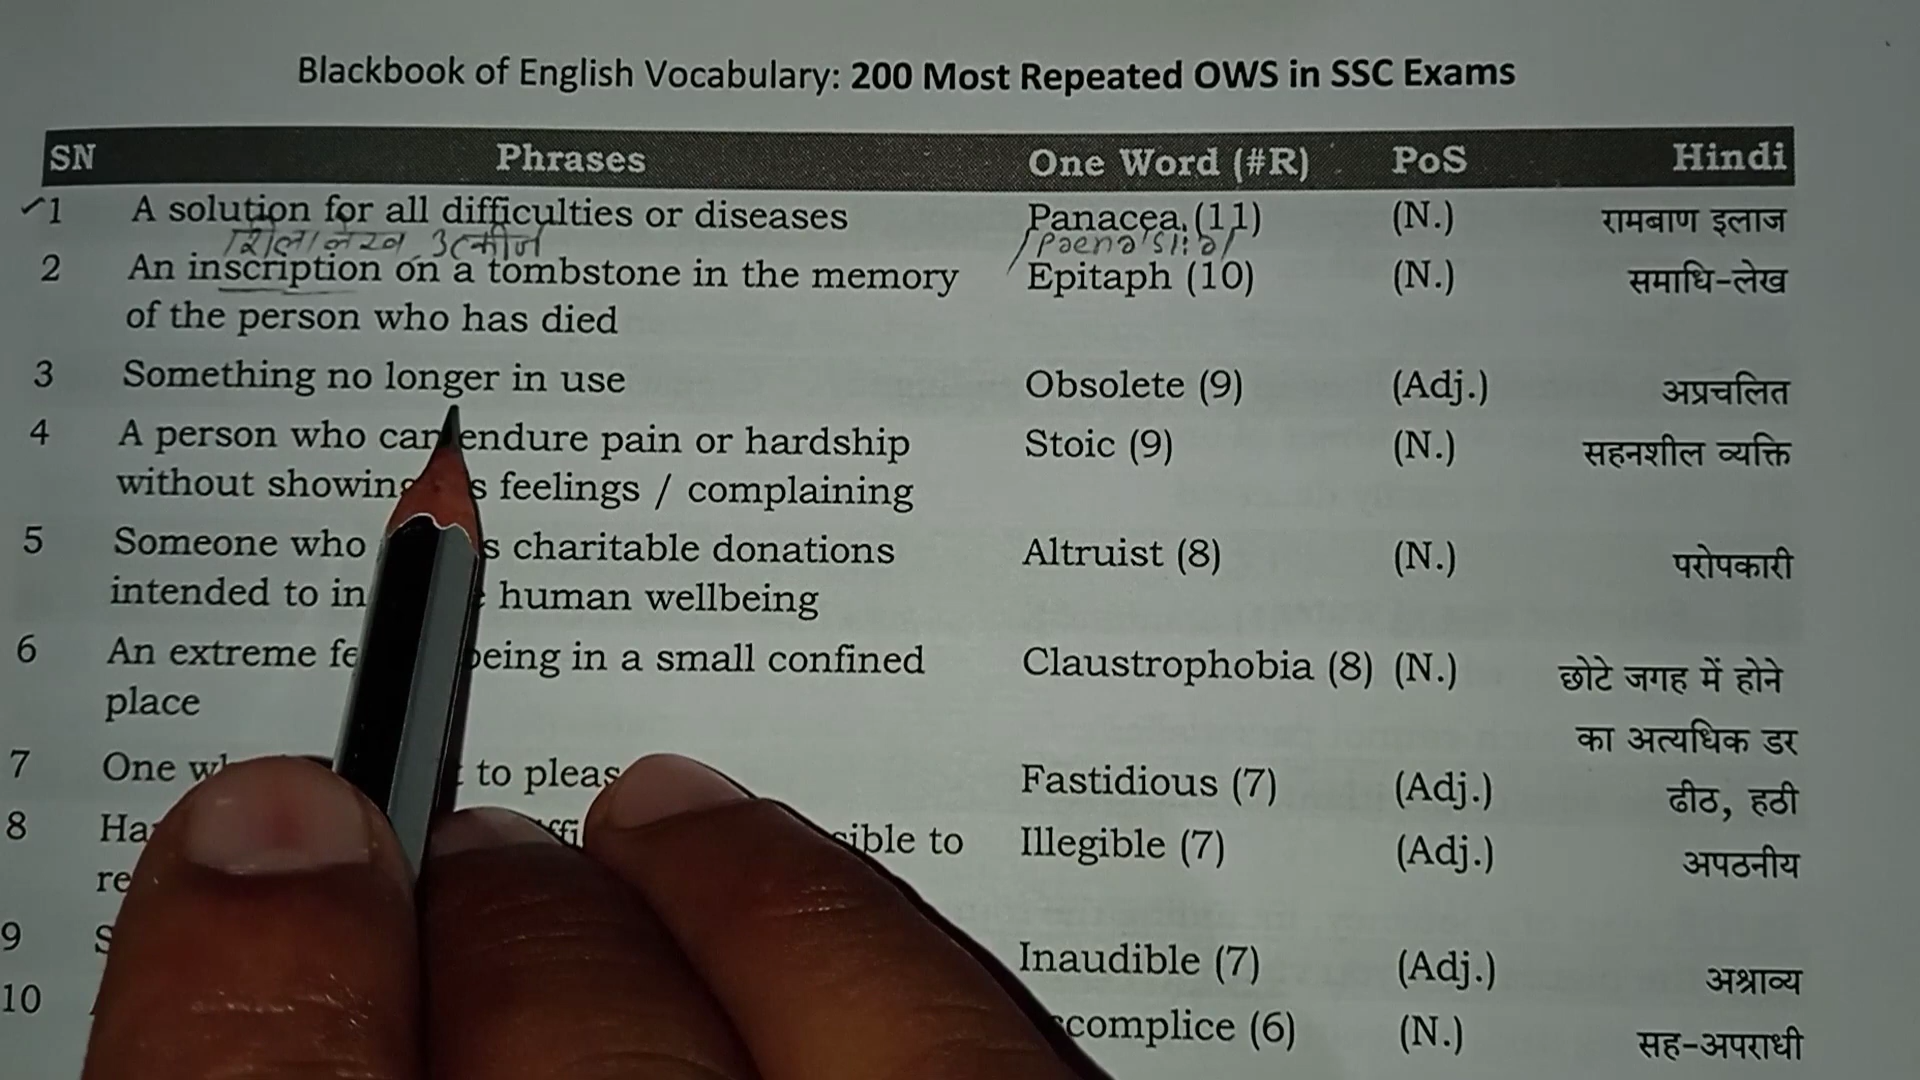 Blackbook of English Vocabulary: 200 Most Repeated OWS in SSC Exams
SN Phrases One Word (#R) PoS Hindi
1 A solution for all difficulties or diseases Panacea (11) (N.) रामबाण इलाज
2 An inscription on a tombstone in the memory Epitaph (10) (N.) समाधि-लेख
of the person who has died
3 Something no longer in use Obsolete (9) (Adj.) अप्रचलित
4 A person who can endure pain or hardship Stoic (9) (N.) सहनशील व्यक्ति
without showing feelings / complaining
5 Someone who charitable donations Altruist (8) (N.) परोपकारी
intended to human wellbeing
6 An extreme being in a small confined Claustrophobia (8) (N.) छोटे जगह में होने
place का अत्यधिक डर
7 One to Fastidious (7) (Adj.) ढीठ, हठी
8 to Illegible (7) (Adj.) अपठनीय
9 Inaudible (7) (Adj.) अश्राव्य
10 (6) (N.) सह-अपराधी